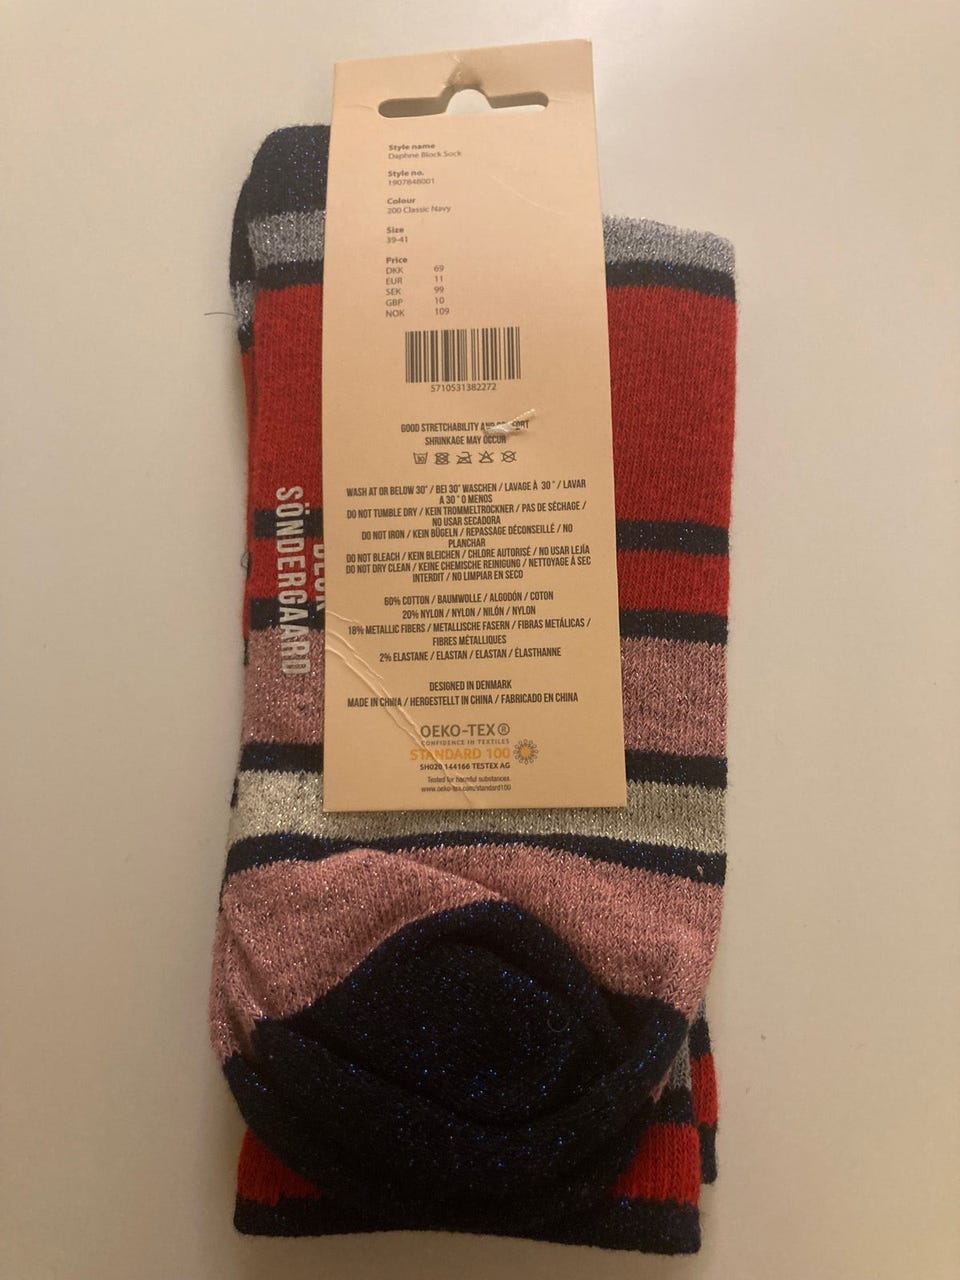 Style name
Daphne Block Sock
Style no.
1907848001
Colour
200 Classic Navy
Size
39-41
Price
DKK 69
EUR 11
SEK 99
GBP 10
NOK 109
5710531382272
GOOD STRETCHABILITY AND COMFORT
SHRINKAGE MAY OCCUR
30
WASH AT OR BELOW 30° / BEI 30° WASCHEN / LAVAGE À 30° / LAVAR
A 30° O MENOS
DO NOT TUMBLE DRY / KEIN TROMMELTROCKNER / PAS DE SÉCHAGE /
NO USAR SECADORA
DO NOT IRON / KEIN BÜGELN / REPASSAGE DÉCONSEILLÉ / NO
PLANCHAR
DO NOT BLEACH / KEIN BLEICHEN / CHLORE AUTORISÉ / NO USAR LEJÍA
DO NOT DRY CLEAN / KEINE CHEMISCHE REINIGUNG / NETTOYAGE À SEC
INTERDIT / NO LIMPIAR EN SECO
60% COTTON / BAUMWOLLE / ALGODÓN / COTON
20% NYLON / NYLON / NILÓN / NYLON
18% METALLIC FIBERS / METALLISCHE FASERN / FIBRAS METÁLICAS /
FIBRES MÉTALLIQUES
2% ELASTANE / ELASTAN / ELASTAN / ÉLASTHANNE
DESIGNED IN DENMARK
MADE IN CHINA / HERGESTELLT IN CHINA / FABRICADO EN CHINA
OEKO-TEX®
CONFIDENCE IN TEXTILES
STANDARD 100
SH020 144166 TESTEX AG
Tested for harmful substances.
www.oeko-tex.com/standard100
SÖNDERGAARD